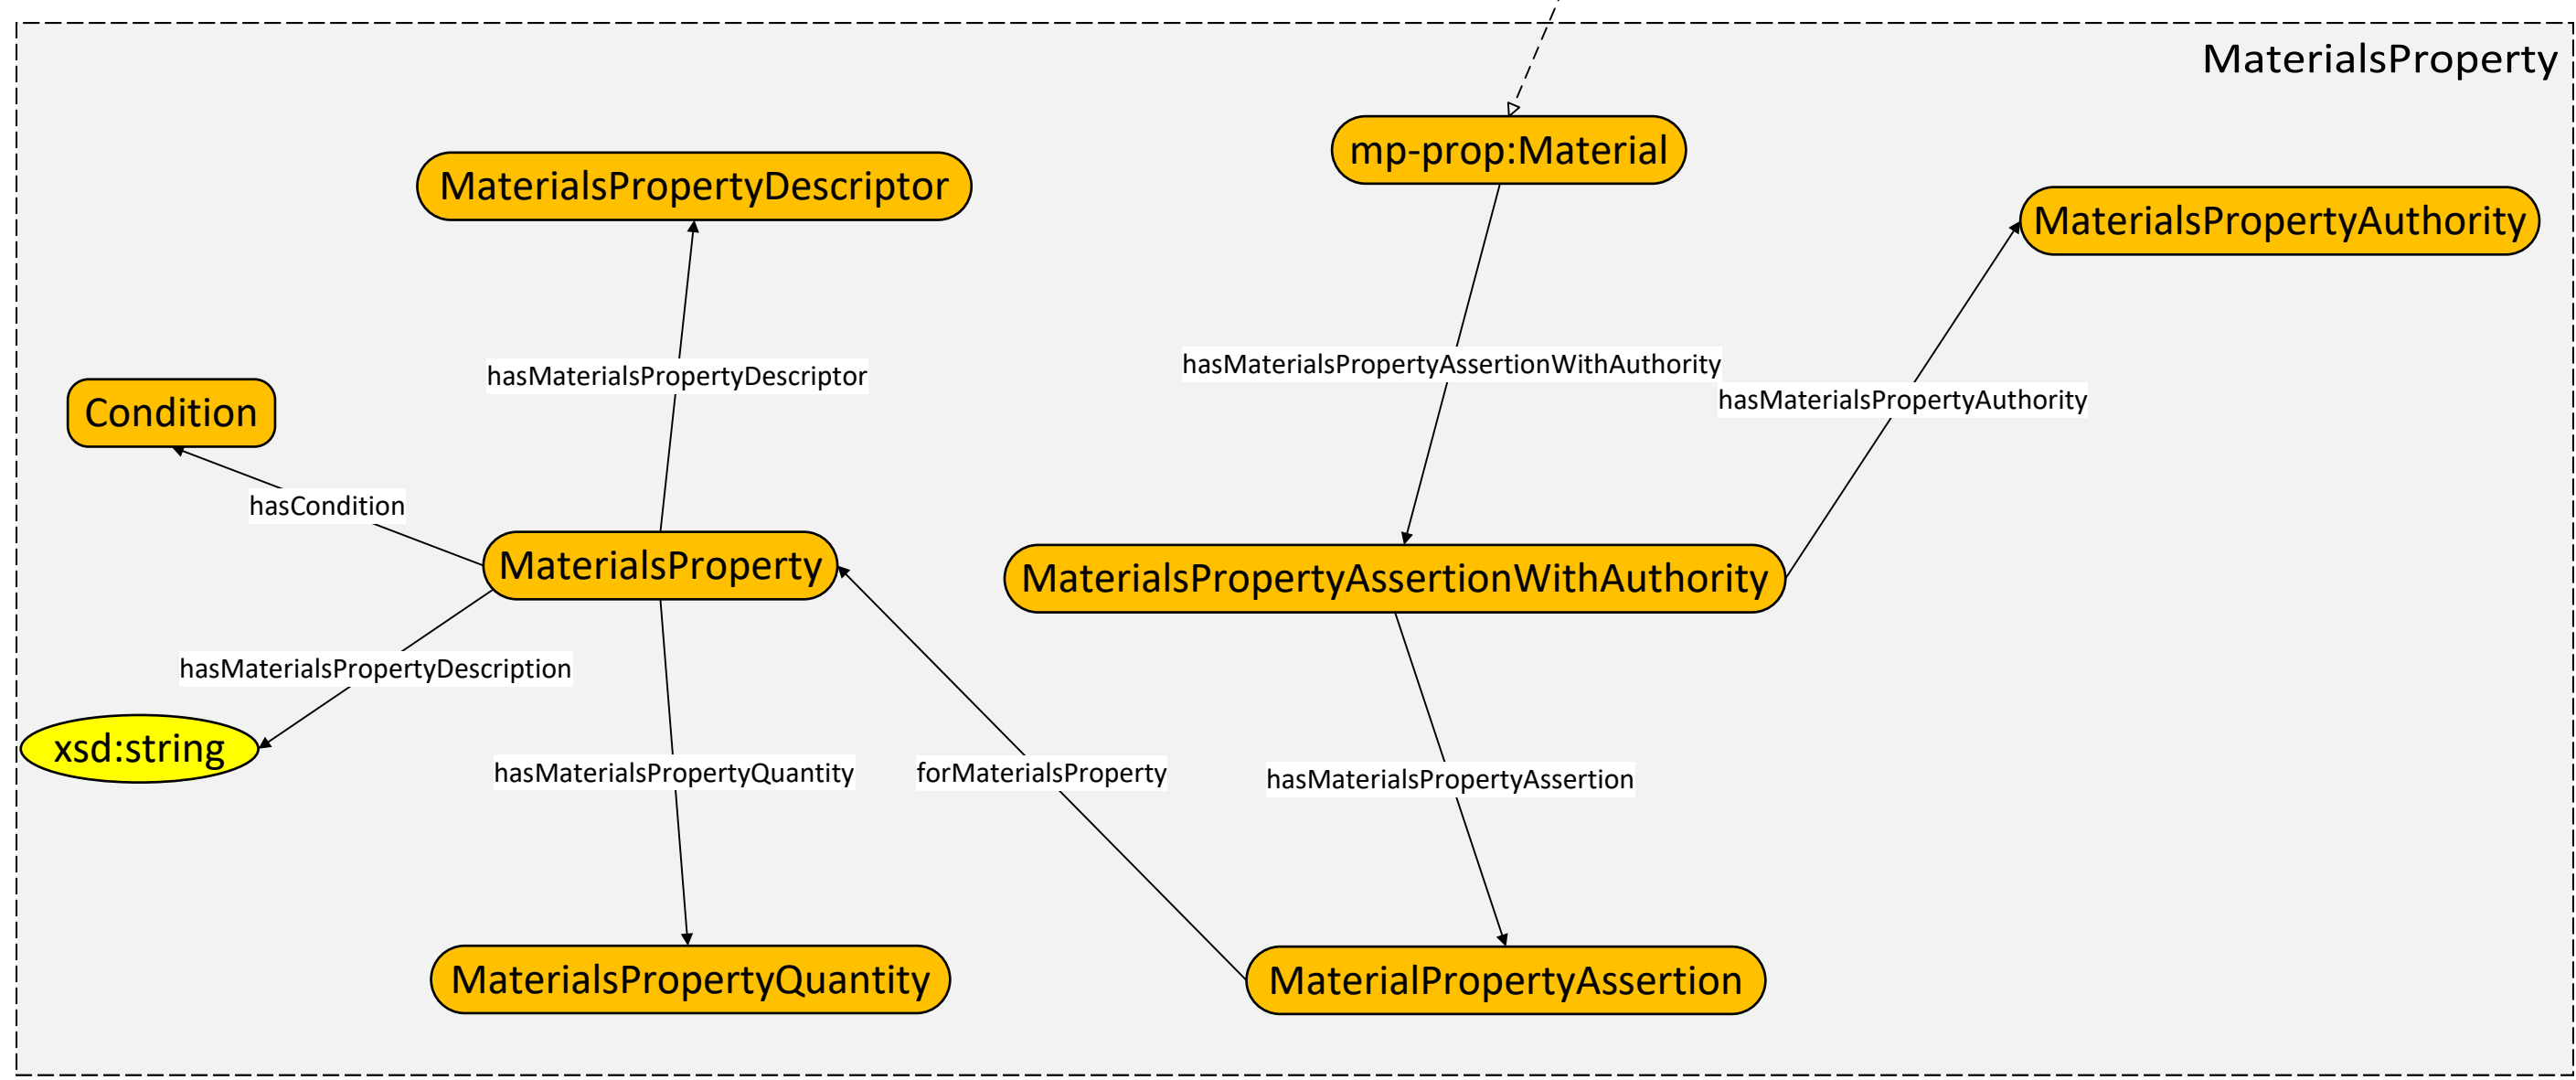 MaterialsProperty
mp-prop:Material
MaterialsPropertyDescriptor
MaterialsPropertyAuthority
hasMaterialsPropertyAssertionWithAuthority
hasMaterialsPropertyDescriptor
hasMaterialsPropertyAuthority
Condition
hasCondition
MaterialsProperty
MaterialsPropertyAssertionWithAuthority
hasMaterialsPropertyDescription
xsd:string
hasMaterialsPropertyQuantity
forMaterialsProperty
hasMaterialsPropertyAssertion
MaterialsPropertyQuantity
MaterialPropertyAssertion